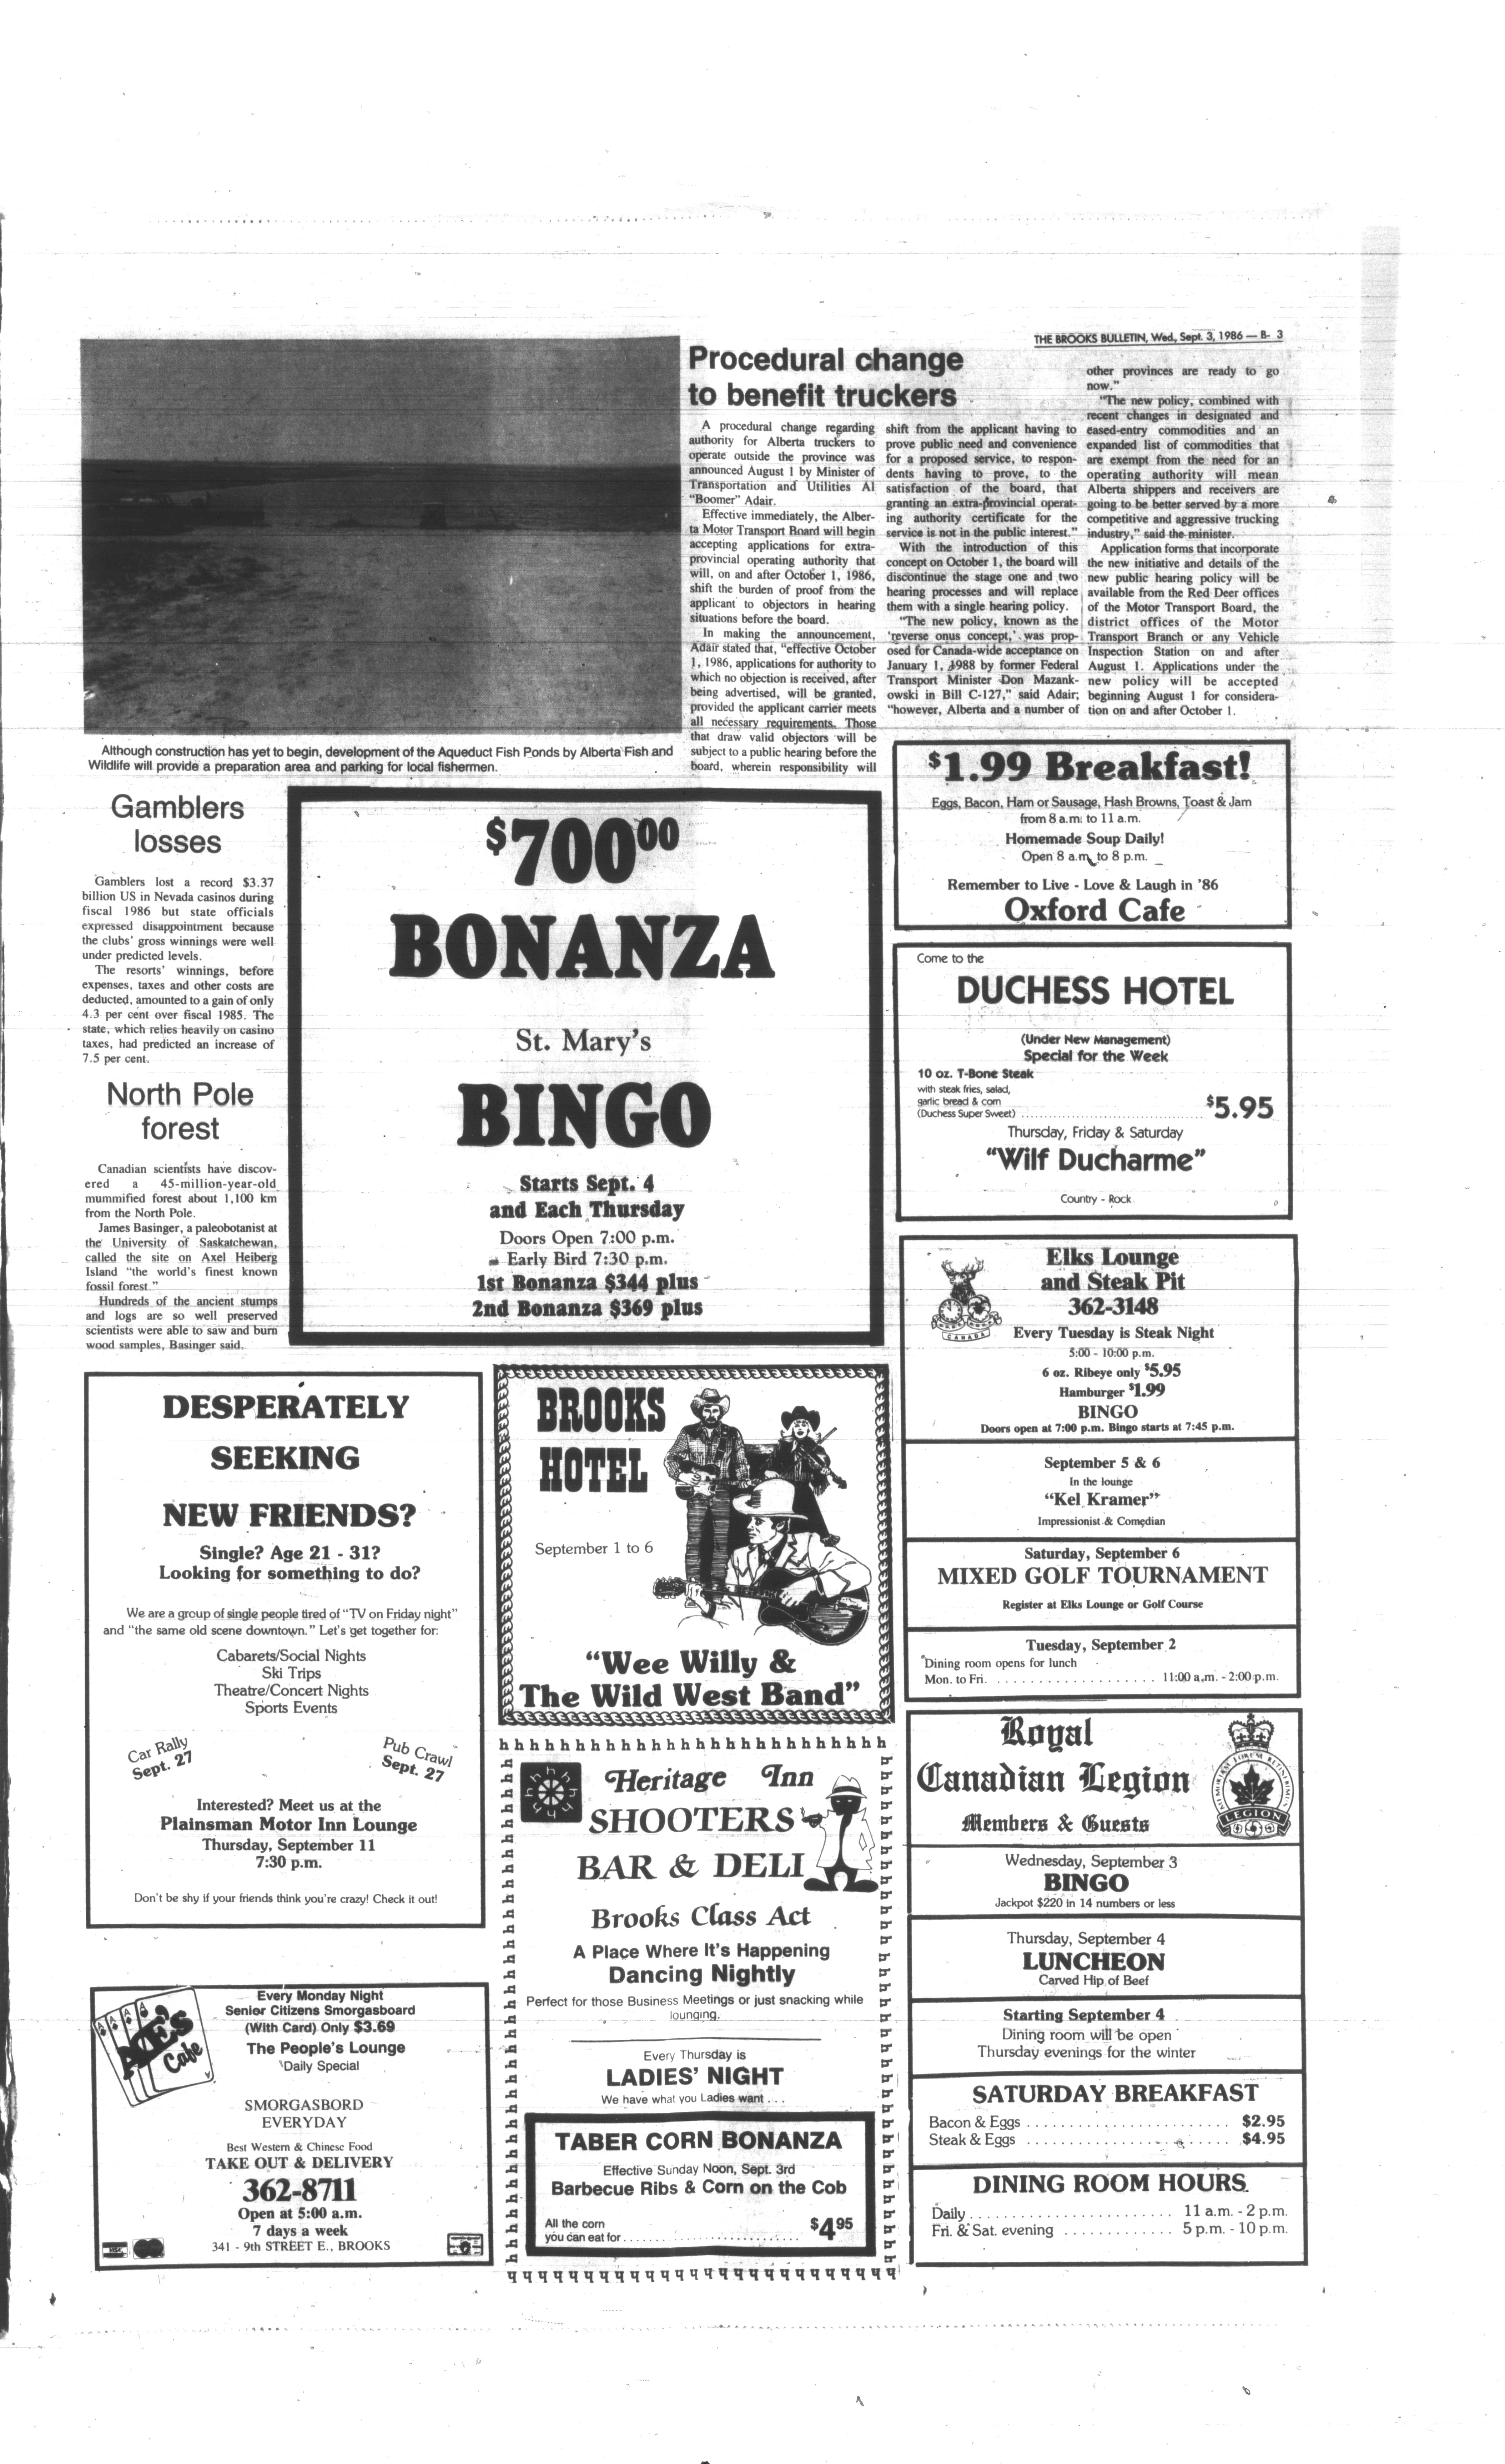 THE BROOKS BULLETIN, Wed., Sept. 3, 1986 — B- 3
Although construction has yet to begin, development of the Aqueduct Fish Ponds by Alberta Fish and
Wildlife will provide a preparation area and parking for local fishermen.
Procedural change
to benefit truckers
A procedural change regarding
authority for Alberta truckers to
operate outside the province was
announced August 1 by Minister of
Transportation and Utilities Al
"Boomer" Adair.
Effective immediately, the Alber-
ta Motor Transport Board will begin
accepting applications for extra-
provincial operating authority that
will, on and after October 1, 1986,
shift the burden of proof from the
applicant to objectors in hearing
situations before the board.
In making the announcement,
Adair stated that, "effective October
1, 1986, applications for authority to
which no objection is received, after
being advertised, will be granted,
provided the applicant carrier meets
all necessary requirements. Those
that draw valid objectors will be
subject to a public hearing before the
board, wherein responsibility will
shift from the applicant having to
prove public need and convenience
for a proposed service, to respon-
dents having to prove, to the
satisfaction of the board, that
granting an extra-provincial operat-
ing authority certificate for the
service is not in the public interest."
With the introduction of this
concept on October 1, the board will
discontinue the stage one and two
hearing processes and will replace
them with a single hearing policy.
"The new policy, known as the
'reverse onus concept,' was prop-
osed for Canada-wide acceptance on
January 1, 1988 by former Federal
Transport Minister Don Mazank-
owski in Bill C-127," said Adair;
"however, Alberta and a number of
other provinces are ready to go
now."
"The new policy, combined with
recent changes in designated and
eased-entry commodities and an
expanded list of commodities that
are exempt from the need for an
operating authority will mean
Alberta shippers and receivers are
going to be better served by a more
competitive and aggressive trucking
industry," said the minister.
Application forms that incorporate
the new initiative and details of the
new public hearing policy will be
available from the Red Deer offices
of the Motor Transport Board, the
district offices of the Motor
Transport Branch or any Vehicle
Inspection Station on and after
August 1. Applications under the
new policy will be accepted
beginning August 1 for considera-
tion on and after October 1.
Gamblers
losses
Gamblers lost a record $3.37
billion US in Nevada casinos during
fiscal 1986 but state officials
expressed disappointment because
the clubs' gross winnings were well
under predicted levels.
The resorts' winnings, before
expenses, taxes and other costs are
deducted, amounted to a gain of only
4.3 per cent over fiscal 1985. The
state, which relies heavily on casino
taxes, had predicted an increase of
7.5 per cent.
North Pole
forest
Canadian scientists have discov-
ered a 45-million-year-old
mummified forest about 1,100 km
from the North Pole.
James Basinger, a paleobotanist at
the University of Saskatchewan,
called the site on Axel Heiberg
Island "the world's finest known
fossil forest."
Hundreds of the ancient stumps
and logs are so well preserved
scientists were able to saw and burn
wood samples, Basinger said.
$700⁰⁰
BONANZA
St. Mary's
BINGO
Starts Sept. 4
and Each Thursday
Doors Open 7:00 p.m.
Early Bird 7:30 p.m.
1st Bonanza $344 plus
2nd Bonanza $369 plus
$1.99 Breakfast!
Eggs, Bacon, Ham or Sausage, Hash Browns, Toast & Jam
from 8 a.m. to 11 a.m.
Homemade Soup Daily!
Open 8 a.m. to 8 p.m.
Remember to Live - Love & Laugh in '86
Oxford Cafe
Come to the
DUCHESS HOTEL
(Under New Management)
Special for the Week
10 oz. T-Bone Steak
with steak fries, salad,
garlic bread & corn
(Duchess Super Sweet) .......... $5.95
Thursday, Friday & Saturday
"Wilf Ducharme"
Country - Rock
CANADA
Elks Lounge
and Steak Pit
362-3148
Every Tuesday is Steak Night
5:00 - 10:00 p.m.
6 oz. Ribeye only $5.95
Hamburger $1.99
BINGO
Doors open at 7:00 p.m. Bingo starts at 7:45 p.m.
September 5 & 6
In the lounge
"Kel Kramer"
Impressionist & Comedian
Saturday, September 6
MIXED GOLF TOURNAMENT
Register at Elks Lounge or Golf Course
Tuesday, September 2
Dining room opens for lunch
Mon. to Fri. .......... 11:00 a.m. - 2:00 p.m.
DESPERATELY
SEEKING
NEW FRIENDS?
Single? Age 21 - 31?
Looking for something to do?
We are a group of single people tired of "TV on Friday night"
and "the same old scene downtown." Let's get together for:
Cabarets/Social Nights
Ski Trips
Theatre/Concert Nights
Sports Events
Car Rally
Sept. 27
Pub Crawl
Sept. 27
Interested? Meet us at the
Plainsman Motor Inn Lounge
Thursday, September 11
7:30 p.m.
Don't be shy if your friends think you're crazy! Check it out!
BROOKS
HOTEL
September 1 to 6
"Wee Willy &
The Wild West Band"
Heritage Inn
SHOOTERS
BAR & DELI
Brooks Class Act
A Place Where It's Happening
Dancing Nightly
Perfect for those Business Meetings or just snacking while
lounging.
Every Thursday is
LADIES' NIGHT
We have what you Ladies want . . .
TABER CORN BONANZA
Effective Sunday Noon, Sept. 3rd
Barbecue Ribs & Corn on the Cob
All the corn
you can eat for .......... $4.95
Royal
Canadian Legion
Members & Guests
LEGION
Wednesday, September 3
BINGO
Jackpot $220 in 14 numbers or less
Thursday, September 4
LUNCHEON
Carved Hip of Beef
Starting September 4
Dining room will be open
Thursday evenings for the winter
SATURDAY BREAKFAST
Bacon & Eggs .......... $2.95
Steak & Eggs .......... $4.95
DINING ROOM HOURS
Daily .......... 11 a.m. - 2 p.m.
Fri. & Sat. evening .......... 5 p.m. - 10 p.m.
ACE'S
Cafe
Every Monday Night
Senior Citizens Smorgasboard
(With Card) Only $3.69
The People's Lounge
Daily Special
SMORGASBORD
EVERYDAY
Best Western & Chinese Food
TAKE OUT & DELIVERY
362-8711
Open at 5:00 a.m.
7 days a week
341 - 9th STREET E., BROOKS
VISA